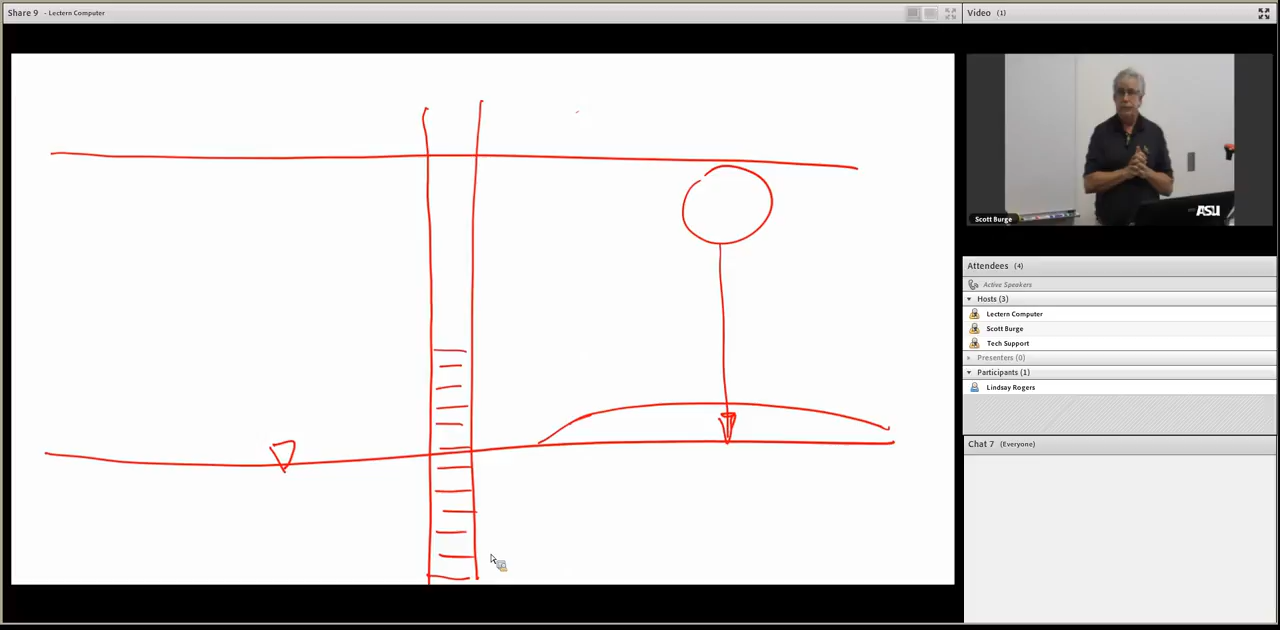 Share 9 - Lectern Computer
Video (1)
Scott Burge
ASU
Attendees (4)
Active Speakers
Hosts (3)
Lectern Computer
Scott Burge
Tech Support
Presenters (0)
Participants (1)
Lindsay Rogers
Chat 7 (Everyone)